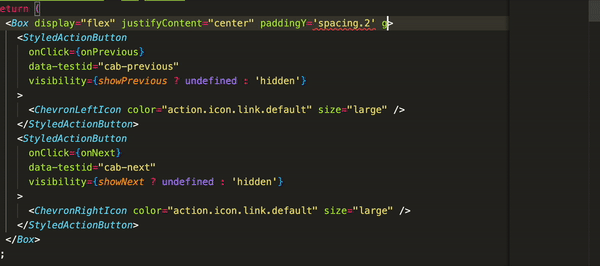 eturn (
<Box display="flex" justifyContent="center" paddingY='spacing.2' g>
<StyledActionButton
onClick={onPrevious}
data-testid="cab-previous"
visibility={showPrevious ? undefined : 'hidden'}
>
<ChevronLeftIcon color="action.icon.link.default" size="large" />
</StyledActionButton>
<StyledActionButton
onClick={onNext}
data-testid="cab-next"
visibility={showNext ? undefined : 'hidden'}
>
<ChevronRightIcon color="action.icon.link.default" size="large" />
</StyledActionButton>
</Box>
;